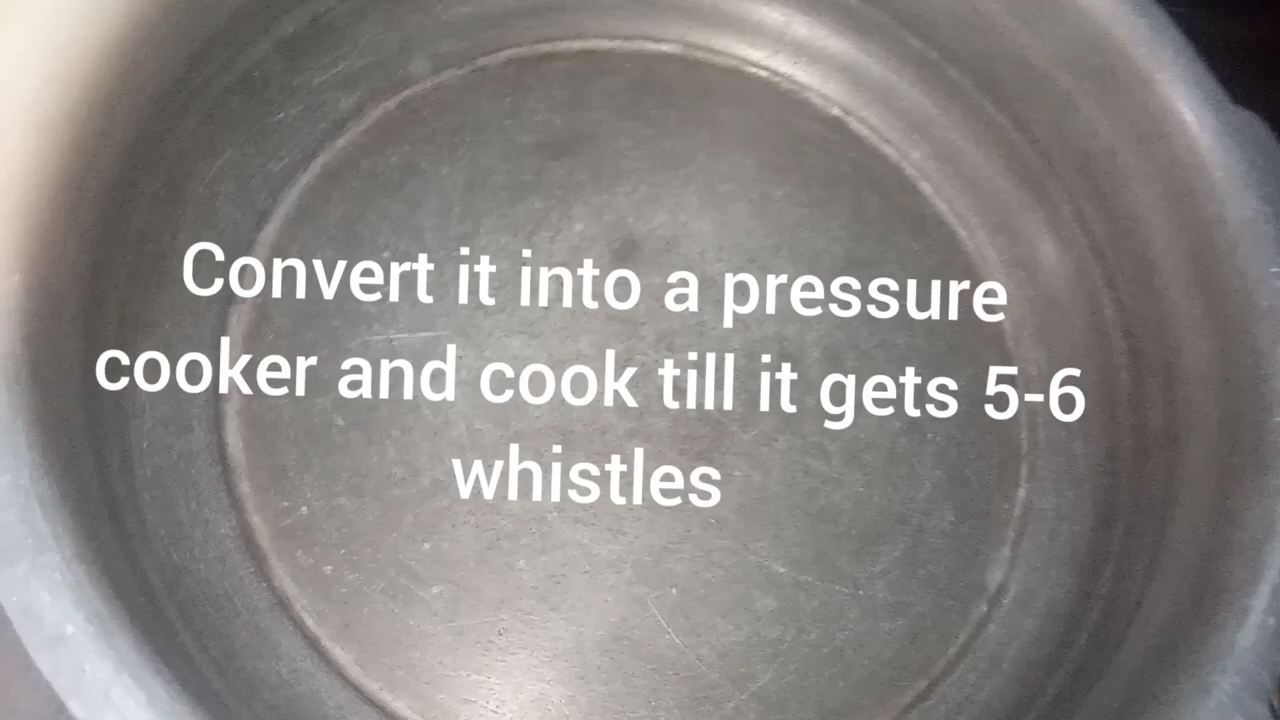 Convert it into a pressure
cooker and cook till it gets 5-6
whistles